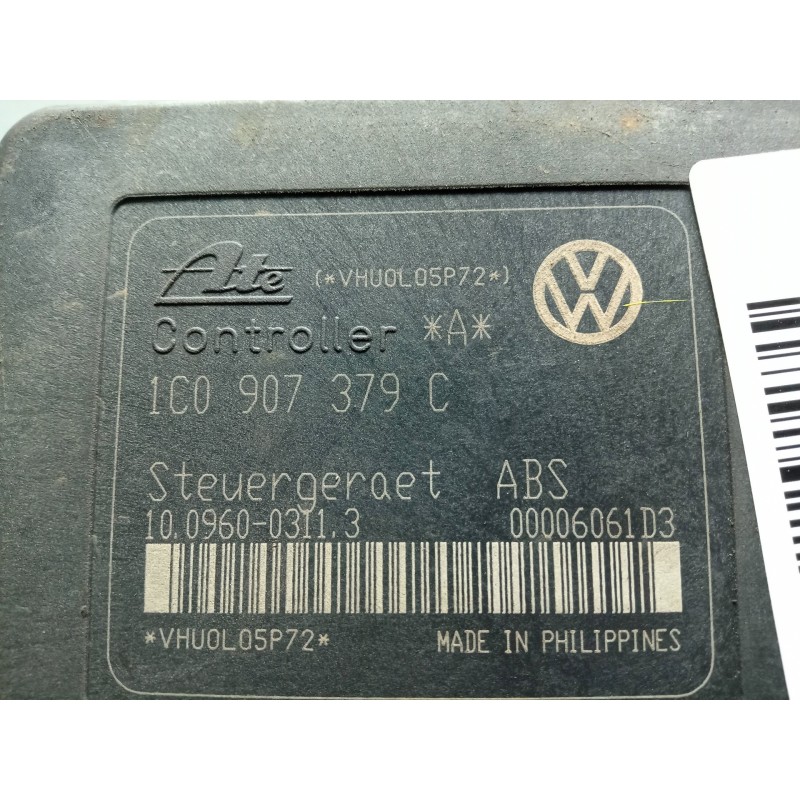 Ate (*VHU0L05P72*)
Controller *A*
1C0 907 379 C
Steuergeraet ABS
10.0960-0311.3 00006061D3
*VHU0L05P72* MADE IN PHILIPPINES